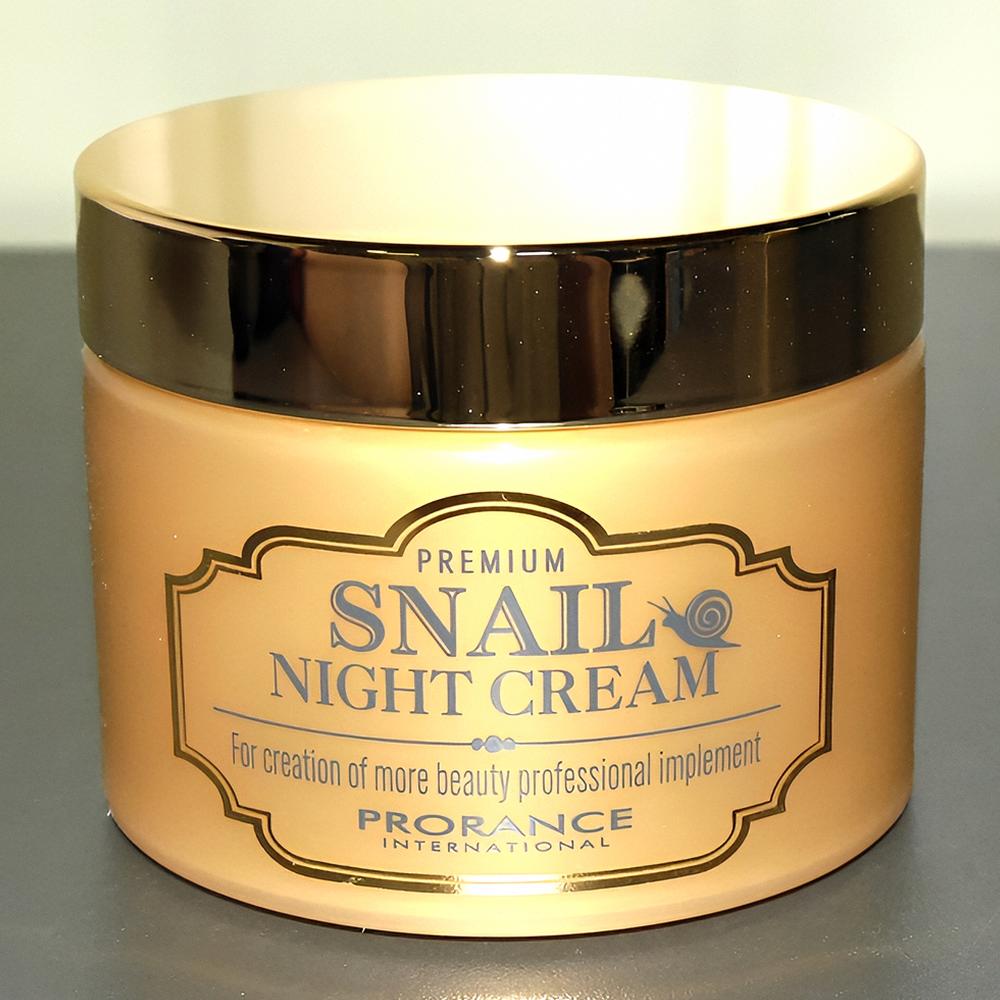 PREMIUM
SNAIL
NIGHT CREAM
For creation of more beauty professional implement
PRORANCE
INTERNATIONAL